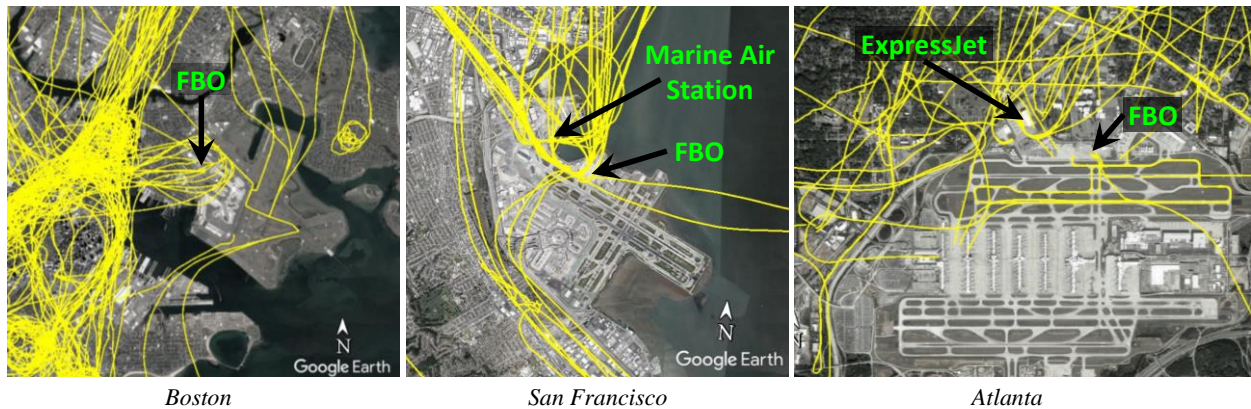 FBO
N
Google Earth
Marine Air
Station
FBO
N
Google Earth
ExpressJet
FBO
N
Boston
San Francisco
Atlanta